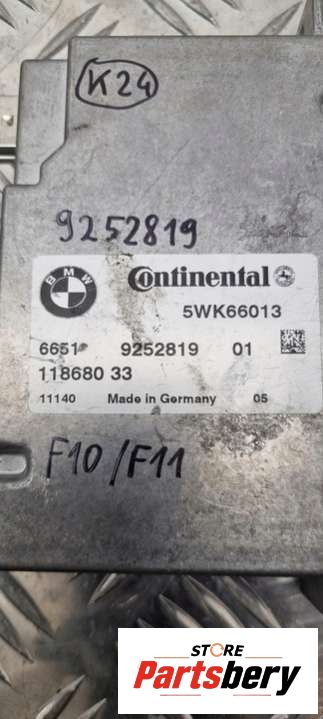 K24
9252819
BMW
Continental
5WK66013
6651 9252819 01
118680 33
11140 Made in Germany 05
F10/F11
STORE
Partsbery